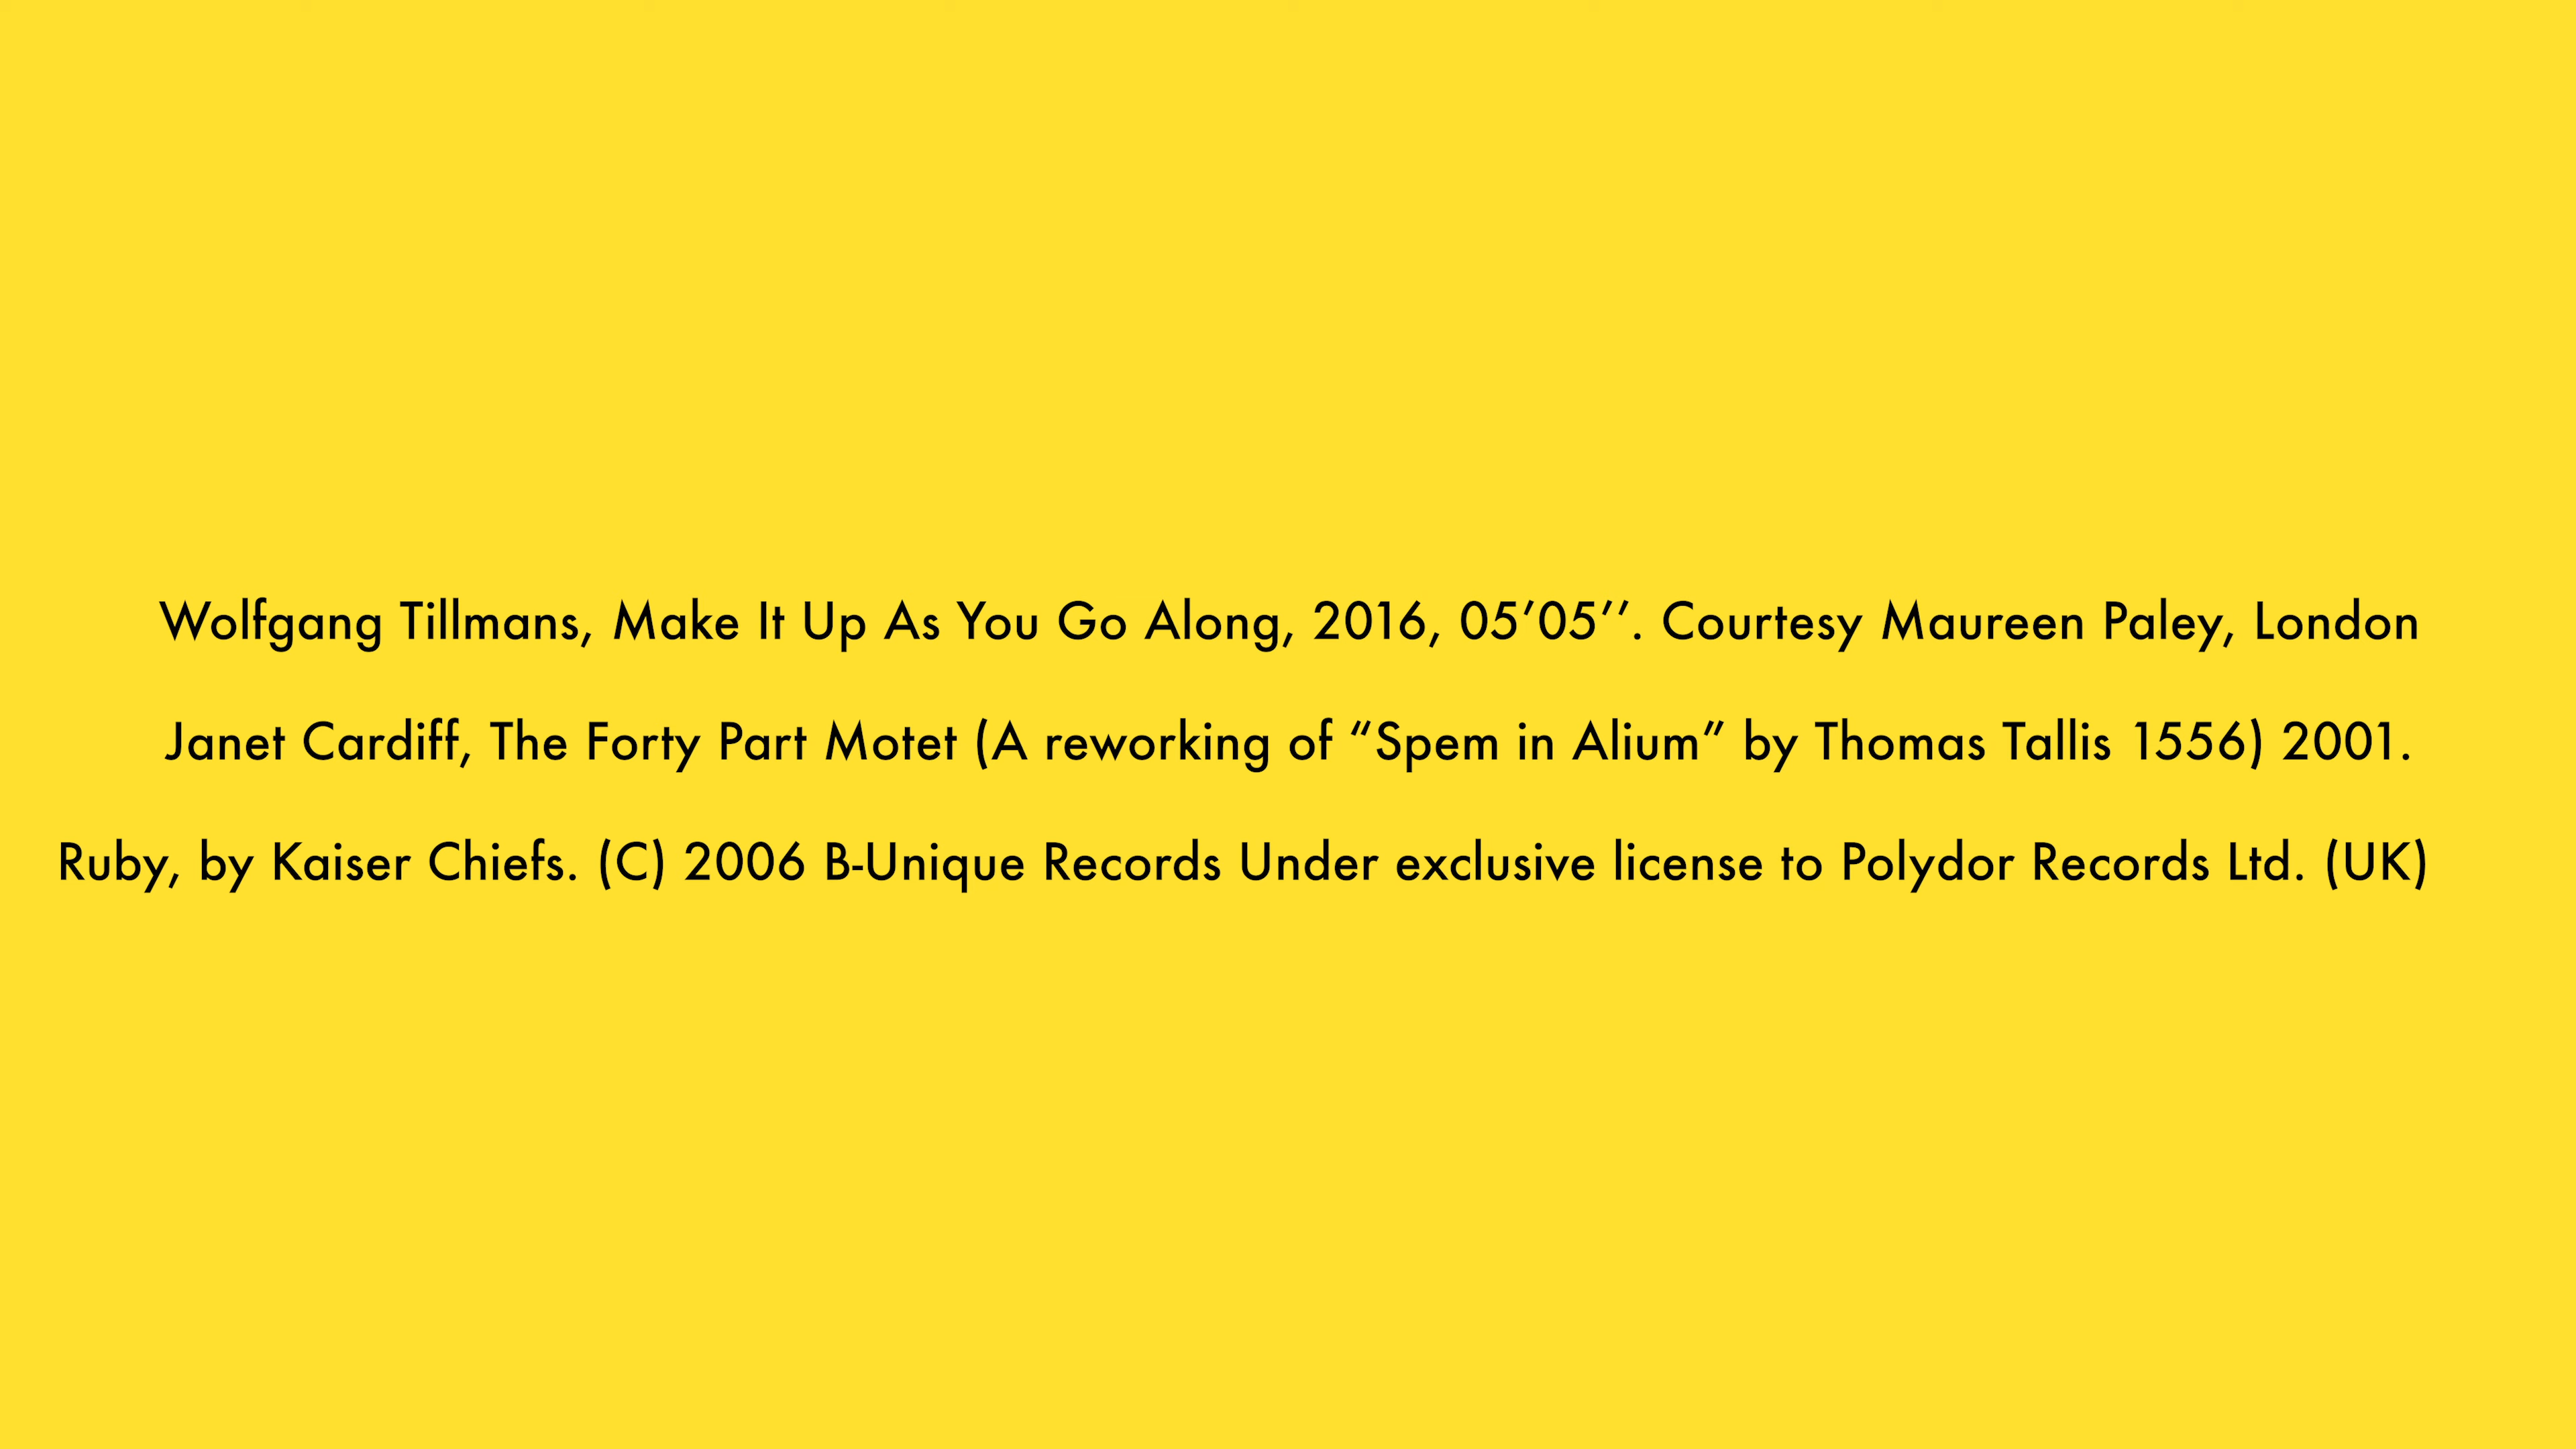 Wolfgang Tillmans, Make It Up As You Go Along, 2016, 05’05’’. Courtesy Maureen Paley, London
Janet Cardiff, The Forty Part Motet (A reworking of “Spem in Alium” by Thomas Tallis 1556) 2001.
Ruby, by Kaiser Chiefs. (C) 2006 B-Unique Records Under exclusive license to Polydor Records Ltd. (UK)